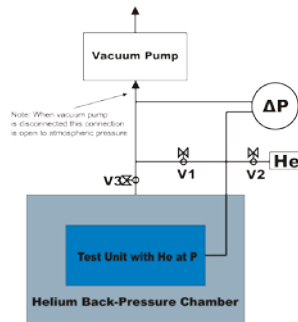 Vacuum Pump
Note: When vacuum pump
is disconnected this connection
is open to atmospheric pressure
ΔP
He
V1
V2
V3
Test Unit with He at P
Helium Back-Pressure Chamber